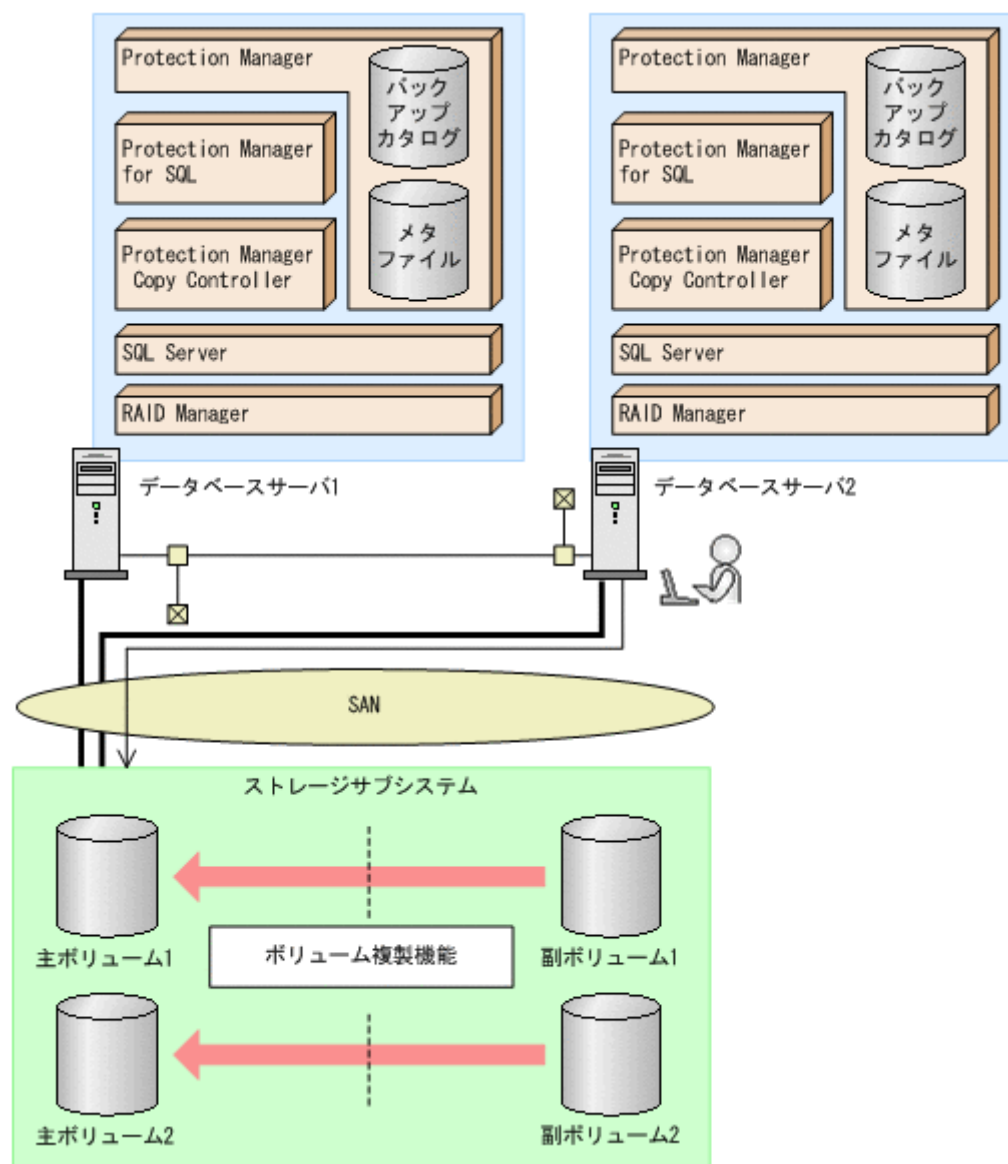 Protection Manager
バック
アップ
カタログ
Protection Manager
for SQL
メタ
ファイル
Protection Manager
Copy Controller
SQL Server
RAID Manager
データベースサーバ1
Protection Manager
バック
アップ
カタログ
Protection Manager
for SQL
メタ
ファイル
Protection Manager
Copy Controller
SQL Server
RAID Manager
データベースサーバ2
SAN
ストレージサブシステム
主ボリューム1
ボリューム複製機能
副ボリューム1
主ボリューム2
副ボリューム2